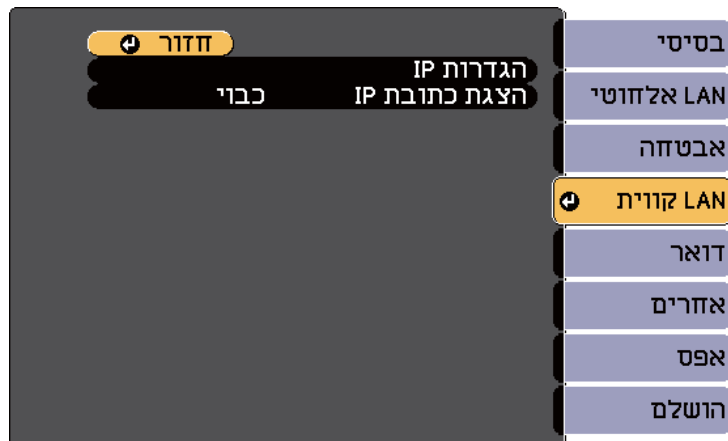 בסיסי
LAN אלחוטי
אבטחה
LAN קווית
דואר
אחרים
אפס
הושלם
חזור
הגדרות IP
הצגת כתובת IP כבוי